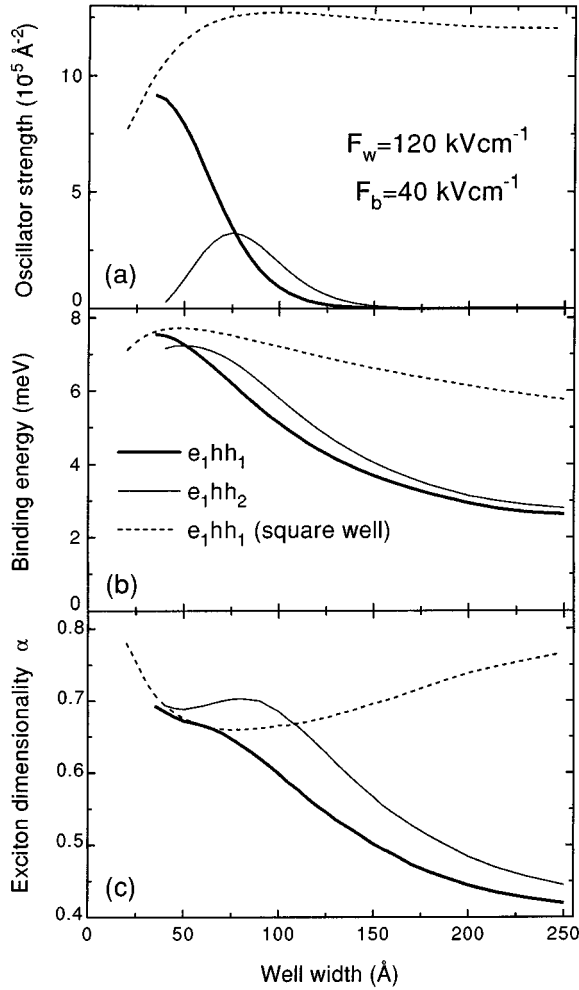 Oscillator strength (10⁻⁵ Å⁻²)
10
5
0
F_w=120 kVcm⁻¹
F_b=40 kVcm⁻¹
(a)
Binding energy (meV)
8
6
4
2
0
e₁hh₁
e₁hh₂
e₁hh₁ (square well)
(b)
Exciton dimensionality α
0.8
0.7
0.6
0.5
0.4
(c)
0
50
100
150
200
250
Well width (Å)